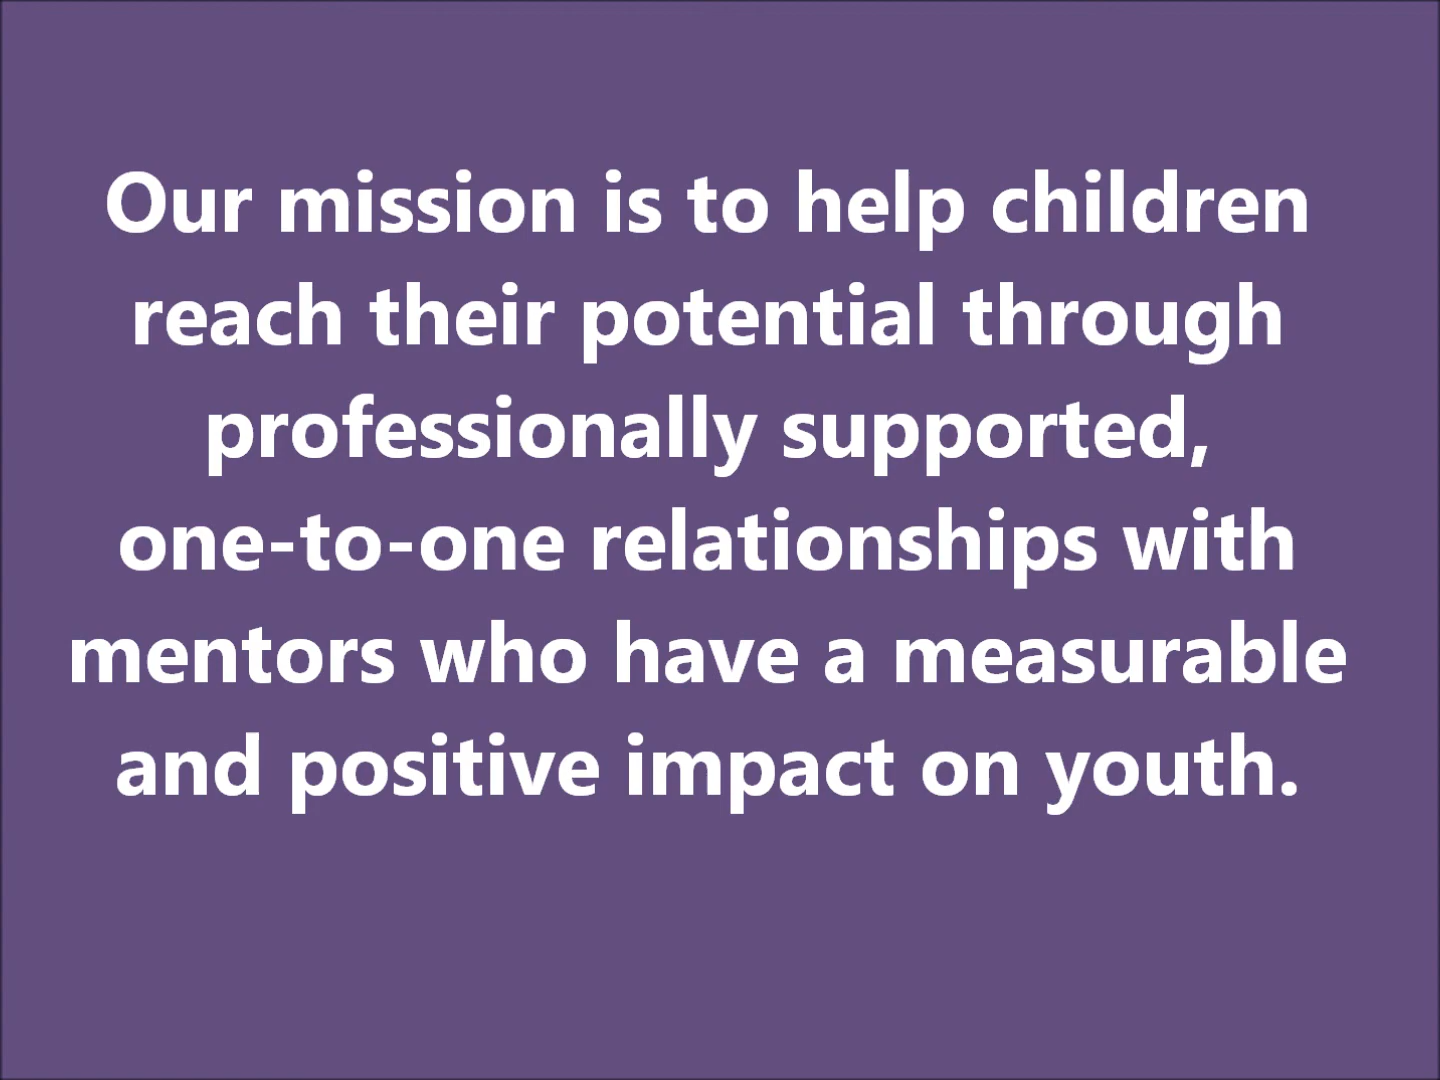 Our mission is to help children
reach their potential through
professionally supported,
one-to-one relationships with
mentors who have a measurable
and positive impact on youth.